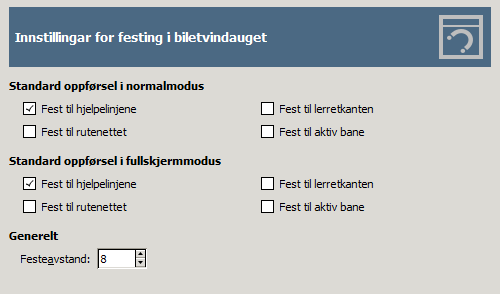 Innstillingar for festing i biletvindauget
Standard oppførsel i normalmodus
Fest til hjelpelinjene
Fest til lerretkanten
Fest til rutenettet
Fest til aktiv bane
Standard oppførsel i fullskjermmodus
Fest til hjelpelinjene
Fest til lerretkanten
Fest til rutenettet
Fest til aktiv bane
Generelt
Festeavstand: 8